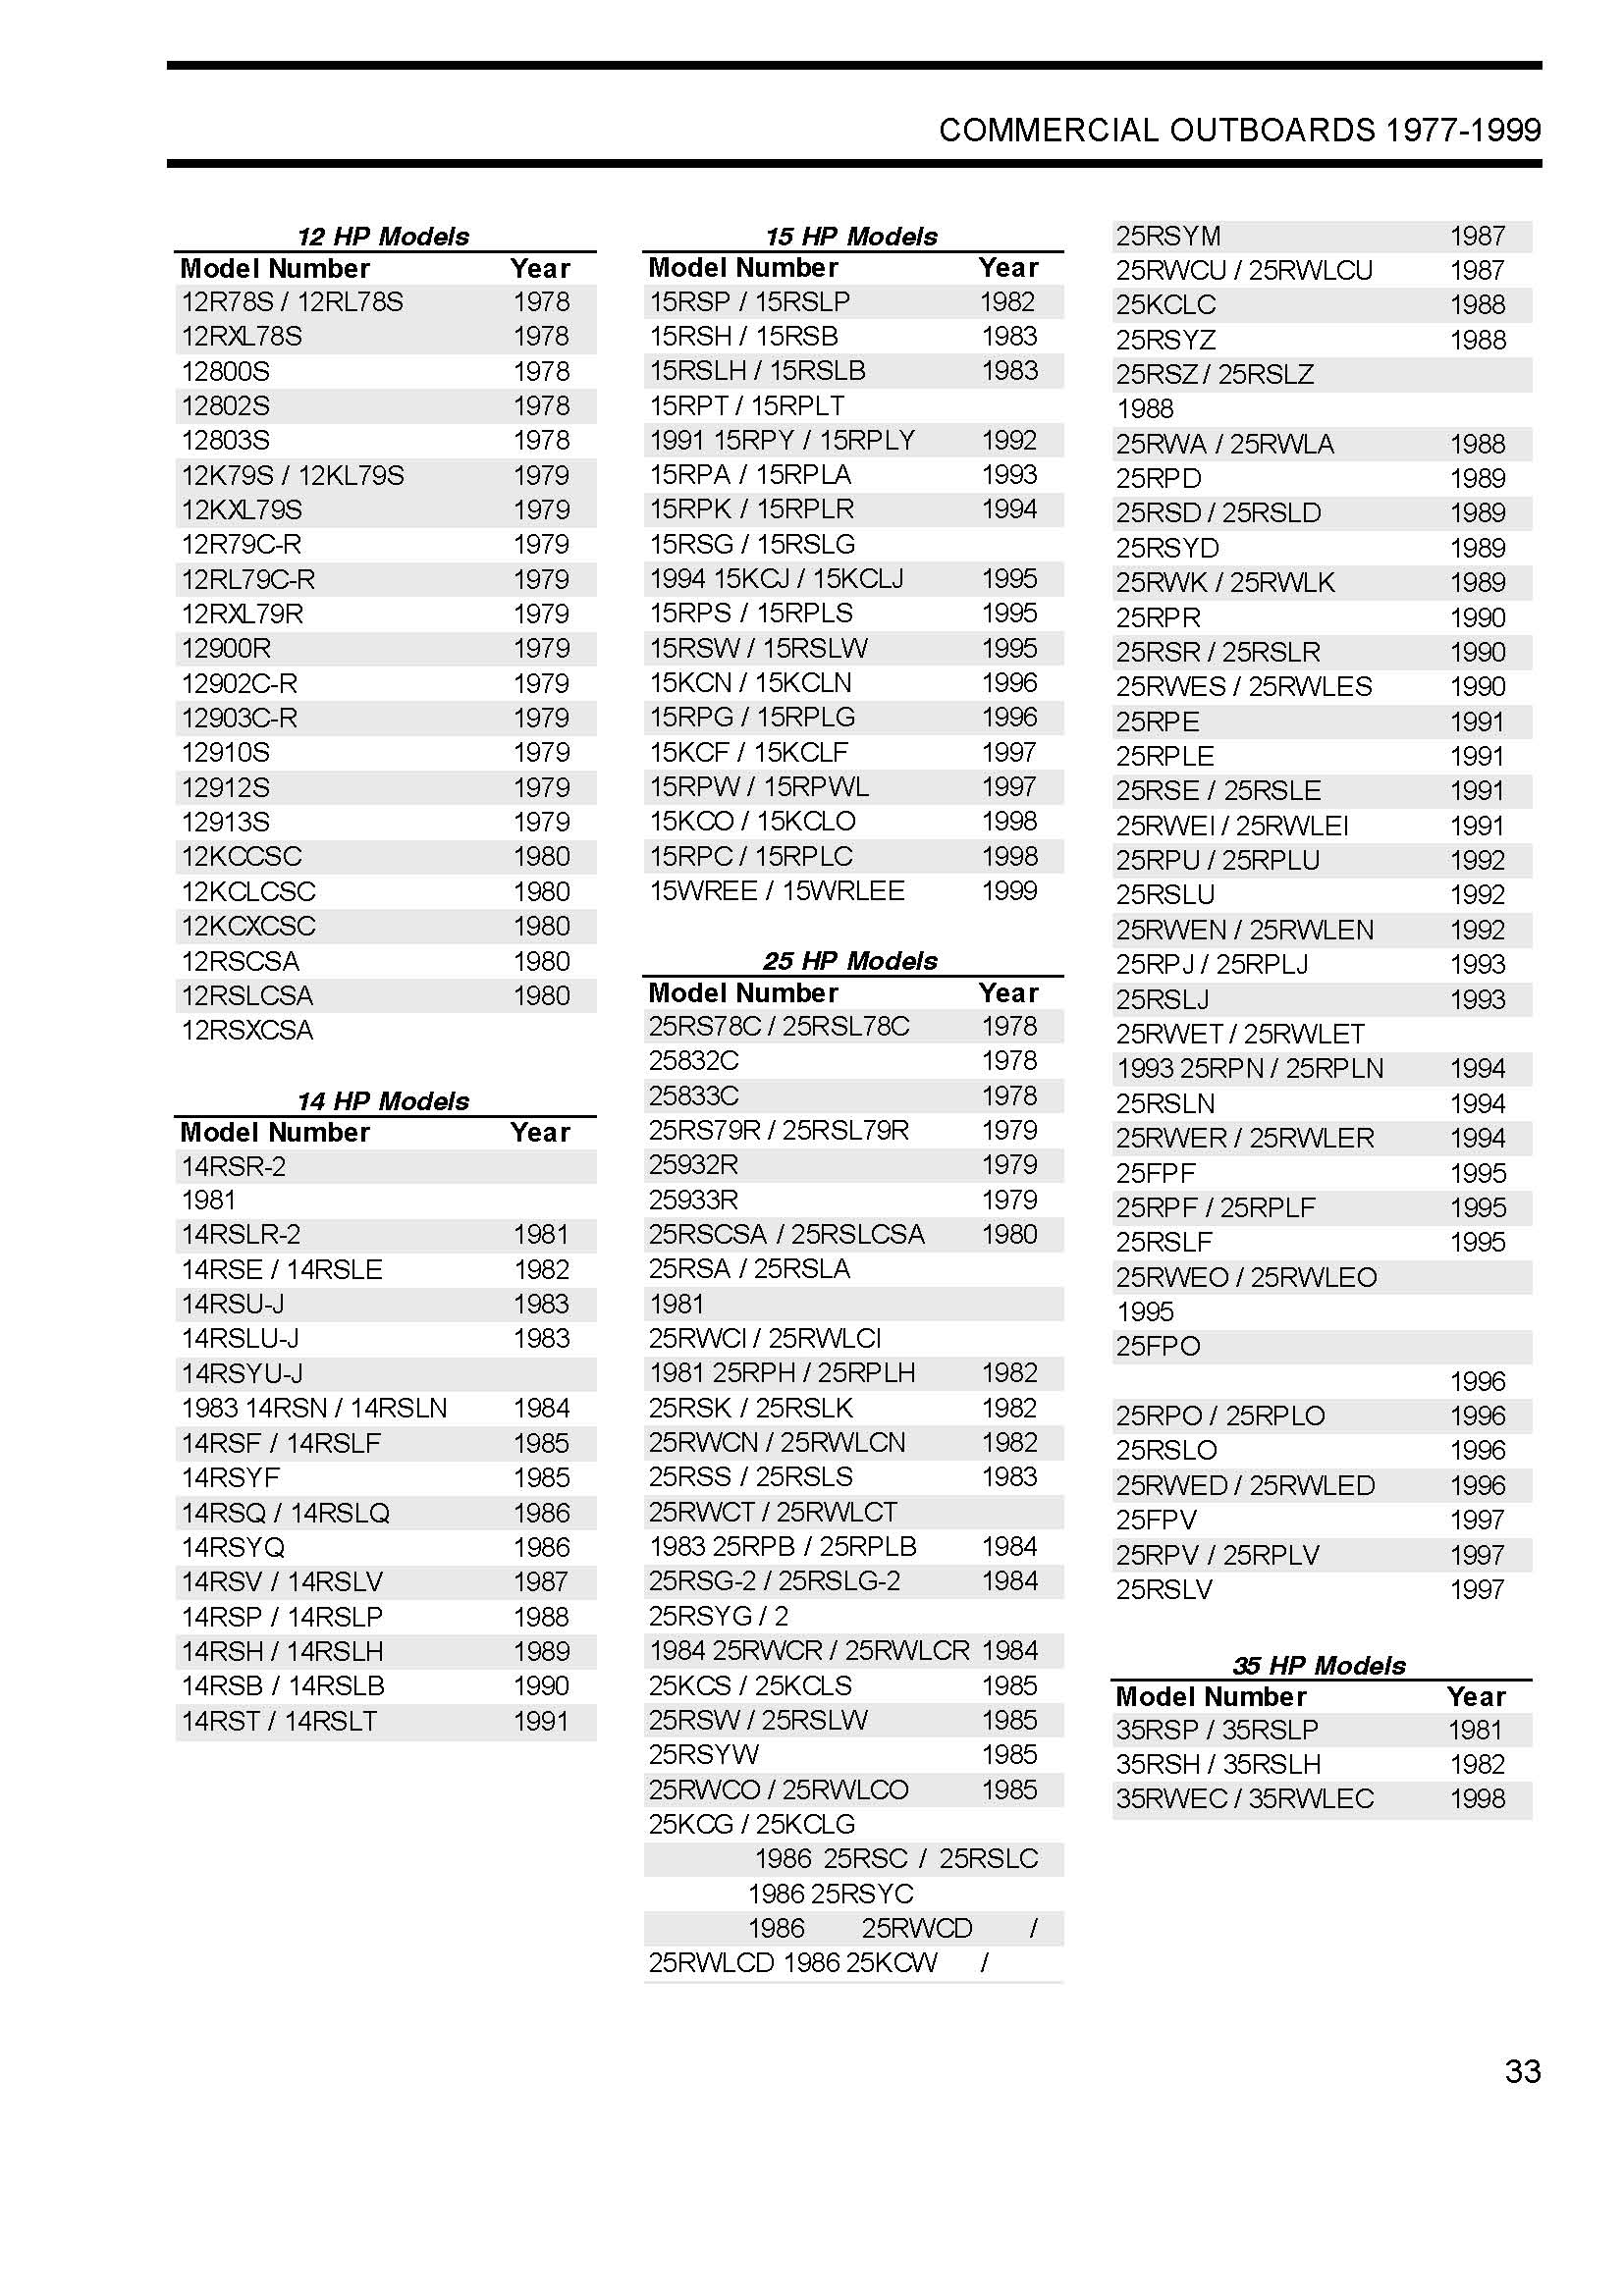 COMMERCIAL OUTBOARDS 1977-1999
12 HP Models
Model Number Year
12R78S / 12RL78S 1978
12RXL78S 1978
12800S 1978
12802S 1978
12803S 1978
12K79S / 12KL79S 1979
12KXL79S 1979
12R79C-R 1979
12RL79C-R 1979
12RXL79R 1979
12900R 1979
12902C-R 1979
12903C-R 1979
12910S 1979
12912S 1979
12913S 1979
12KCCSC 1980
12KCLCSC 1980
12KCXCSC 1980
12RSCSA 1980
12RSLCSA 1980
12RSXCSA
14 HP Models
Model Number Year
14RSR-2
1981
14RSLR-2 1981
14RSE / 14RSLE 1982
14RSU-J 1983
14RSLU-J 1983
14RSYU-J
1983 14RSN / 14RSLN 1984
14RSF / 14RSLF 1985
14RSYF 1985
14RSQ / 14RSLQ 1986
14RSYQ 1986
14RSV / 14RSLV 1987
14RSP / 14RSLP 1988
14RSH / 14RSLH 1989
14RSB / 14RSLB 1990
14RST / 14RSLT 1991
15 HP Models
Model Number Year
15RSP / 15RSLP 1982
15RSH / 15RSB 1983
15RSLH / 15RSLB 1983
15RPT / 15RPLT
1991 15RPY / 15RPLY 1992
15RPA / 15RPLA 1993
15RPK / 15RPLR 1994
15RSG / 15RSLG
1994 15KCJ / 15KCLJ 1995
15RPS / 15RPLS 1995
15RSW / 15RSLW 1995
15KCN / 15KCLN 1996
15RPG / 15RPLG 1996
15KCF / 15KCLF 1997
15RPW / 15RPWL 1997
15KCO / 15KCLO 1998
15RPC / 15RPLC 1998
15WREE / 15WRLEE 1999
25 HP Models
Model Number Year
25RS78C / 25RSL78C 1978
25832C 1978
25833C 1978
25RS79R / 25RSL79R 1979
25932R 1979
25933R 1979
25RSCSA / 25RSLCSA 1980
25RSA / 25RSLA
1981
25RWCI / 25RWLCI
1981 25RPH / 25RPLH 1982
25RSK / 25RSLK 1982
25RWCN / 25RWLCN 1982
25RSS / 25RSLS 1983
25RWCT / 25RWLCT
1983 25RPB / 25RPLB 1984
25RSG-2 / 25RSLG-2 1984
25RSYG / 2
1984 25RWCR / 25RWLCR 1984
25KCS / 25KCLS 1985
25RSW / 25RSLW 1985
25RSYW 1985
25RWCO / 25RWLCO 1985
25KCG / 25KCLG
1986 25RSC / 25RSLC
1986 25RSYC
1986 25RWCD /
25RWLCD 1986 25KCW /
25RSYM 1987
25RWCU / 25RWLCU 1987
25KCLC 1988
25RSYZ 1988
25RSZ / 25RSLZ
1988
25RWA / 25RWLA 1988
25RPD 1989
25RSD / 25RSLD 1989
25RSYD 1989
25RWK / 25RWLK 1989
25RPR 1990
25RSR / 25RSLR 1990
25RWES / 25RWLES 1990
25RPE 1991
25RPLE 1991
25RSE / 25RSLE 1991
25RWEI / 25RWLEI 1991
25RPU / 25RPLU 1992
25RSLU 1992
25RWEN / 25RWLEN 1992
25RPJ / 25RPLJ 1993
25RSLJ 1993
25RWET / 25RWLET
1993 25RPN / 25RPLN 1994
25RSLN 1994
25RWER / 25RWLER 1994
25FPF 1995
25RPF / 25RPLF 1995
25RSLF 1995
25RWEO / 25RWLEO
1995
25FPO
1996
25RPO / 25RPLO 1996
25RSLO 1996
25RWED / 25RWLED 1996
25FPV 1997
25RPV / 25RPLV 1997
25RSLV 1997
35 HP Models
Model Number Year
35RSP / 35RSLP 1981
35RSH / 35RSLH 1982
35RWEC / 35RWLEC 1998
33